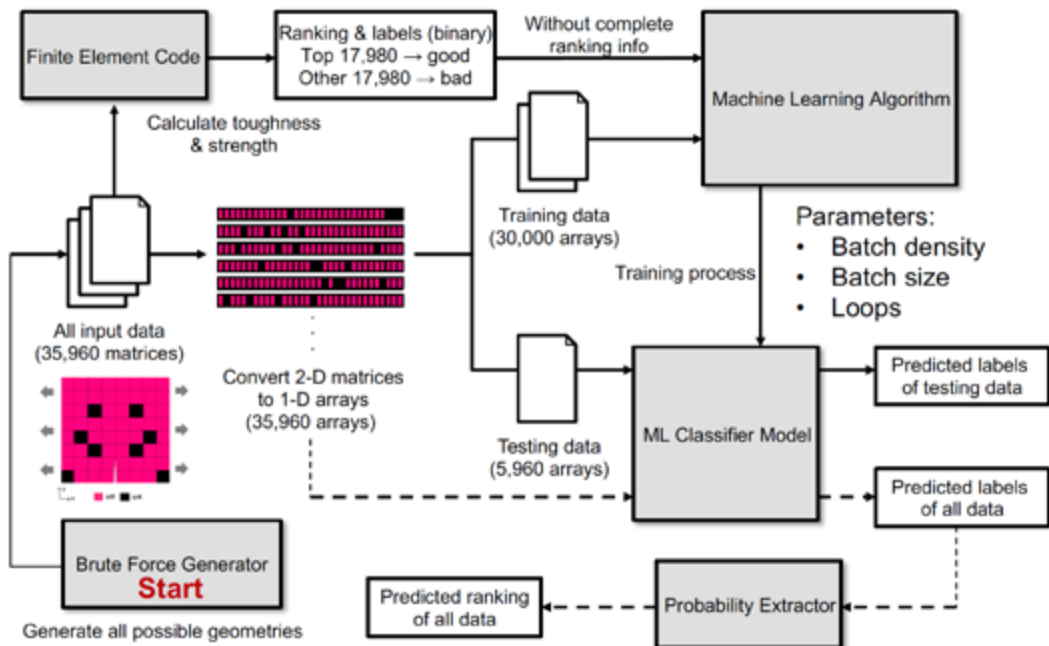 Finite Element Code
Ranking & labels (binary)
Top 17,980 → good
Other 17,980 → bad
Without complete
ranking info
Machine Learning Algorithm
Calculate toughness
& strength
Training data
(30,000 arrays)
Training process
Parameters:
• Batch density
• Batch size
• Loops
All input data
(35,960 matrices)
Convert 2-D matrices
to 1-D arrays
(35,960 arrays)
Testing data
(5,960 arrays)
ML Classifier Model
Predicted labels
of testing data
Predicted labels
of all data
Brute Force Generator
Start
Generate all possible geometries
Predicted ranking
of all data
Probability Extractor